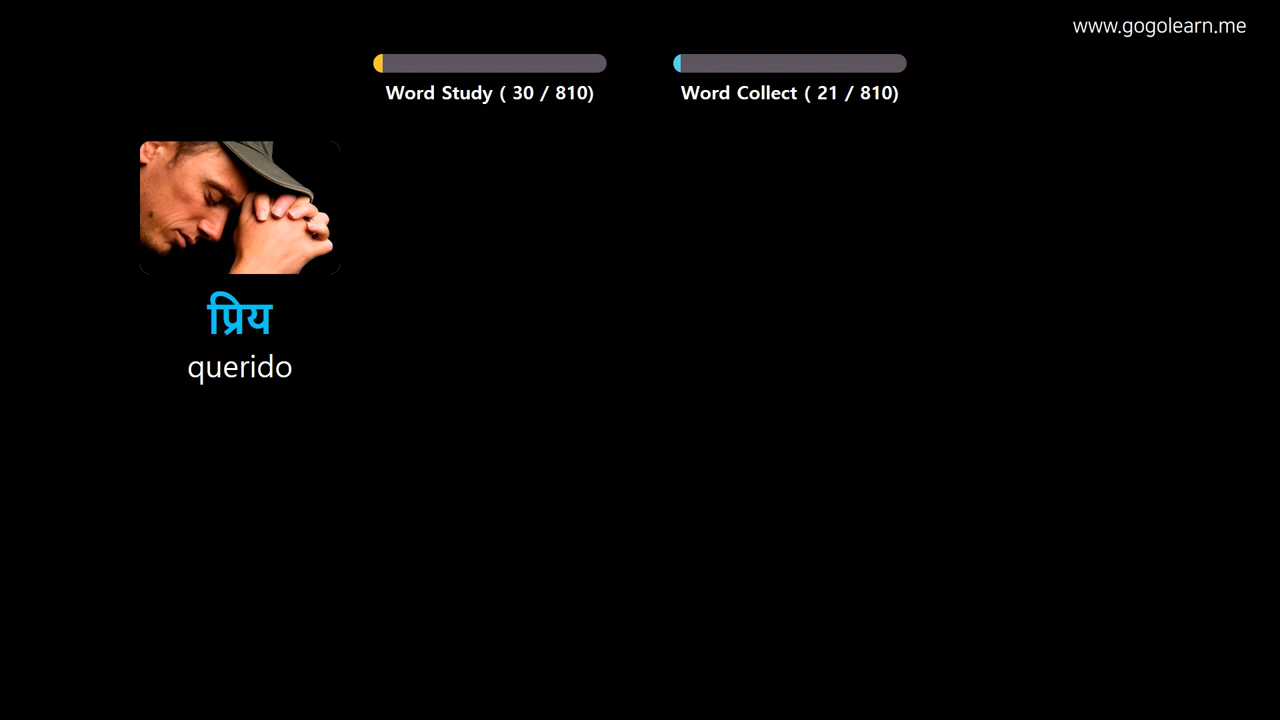 www.gogolearn.me
Word Study ( 30 / 810)
Word Collect ( 21 / 810)
प्रिय
querido